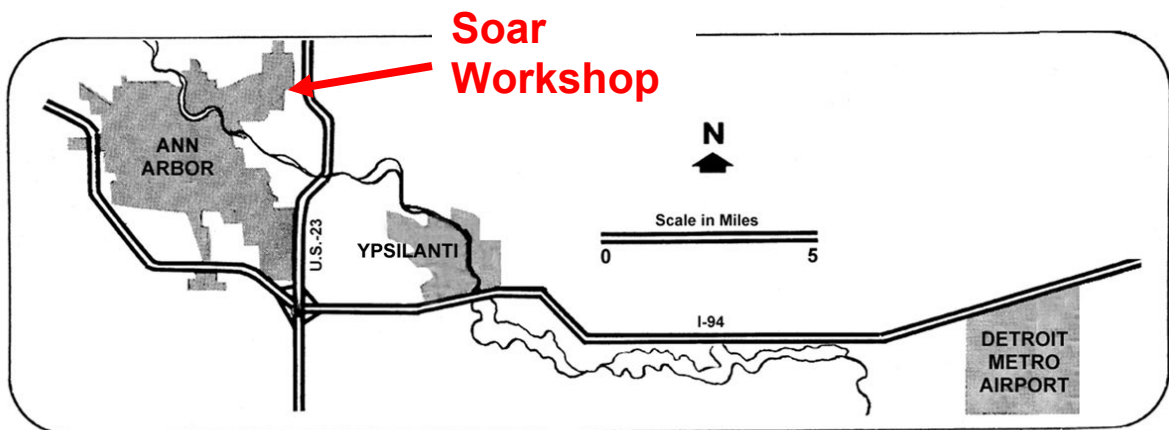 Soar
Workshop
ANN
ARBOR
N
Scale in Miles
0 5
U.S.-23
YPSILANTI
I-94
DETROIT
METRO
AIRPORT